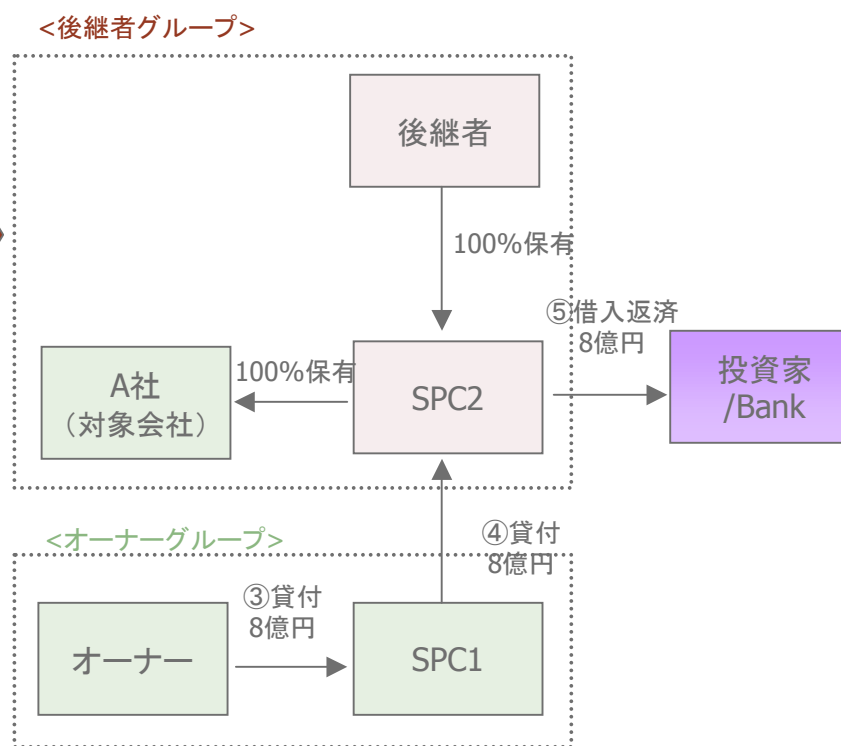 <後継者グループ>
後継者
100%保有
⑤借入返済
8億円
A社
（対象会社）
100%保有
SPC2
投資家
/Bank
<オーナーグループ>
④貸付
8億円
③貸付
8億円
オーナー
SPC1